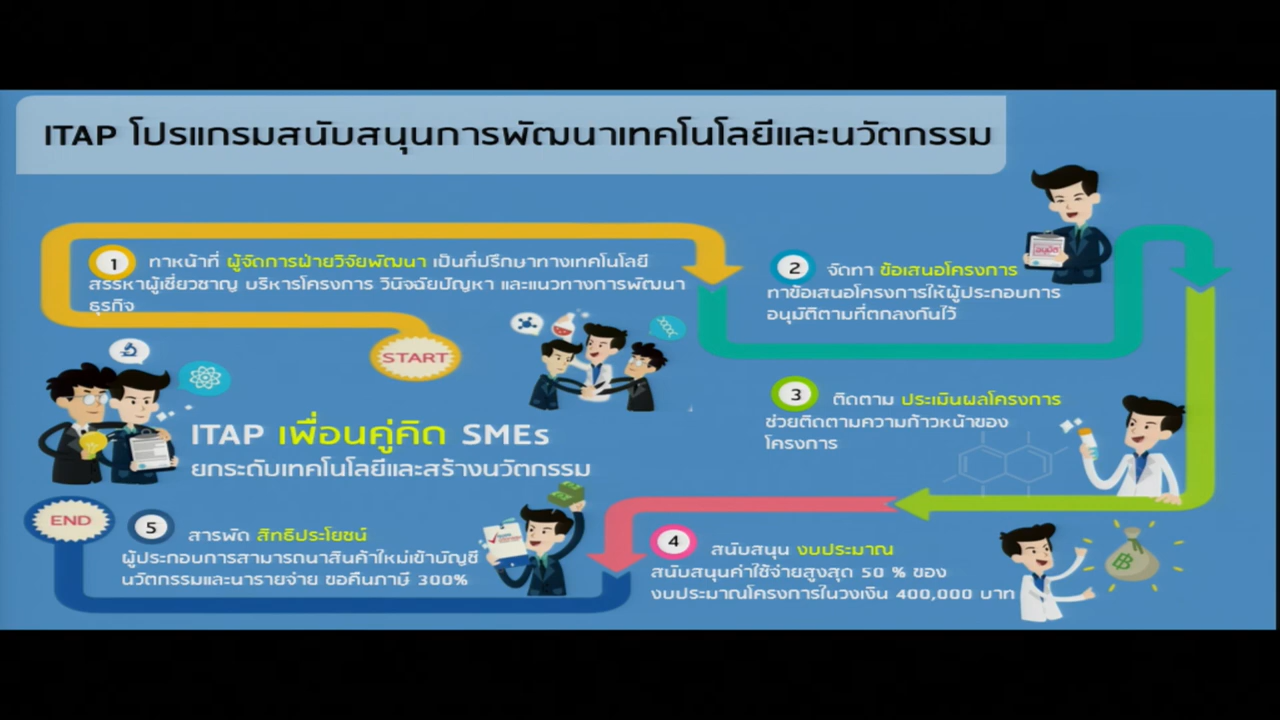 ITAP โปรแกรมสนับสนุนการพัฒนาเทคโนโลยีและนวัตกรรม
1 ทาหน้าที่ ผู้จัดการฝ่ายวิจัยพัฒนา เป็นที่ปรึกษาทางเทคโนโลยี
สรรหาผู้เชี่ยวชาญ บริหารโครงการ วินิจฉัยปัญหา และแนวทางการพัฒนา
ธุรกิจ
START
2 จัดทา ข้อเสนอโครงการ
ทาข้อเสนอโครงการให้ผู้ประกอบการ
อนุมัติตามที่ตกลงกันไว้
อนุมัติ
3 ติดตาม ประเมินผลโครงการ
ช่วยติดตามความก้าวหน้าของ
โครงการ
ITAP เพื่อนคู่คิด SMEs
ยกระดับเทคโนโลยีและสร้างนวัตกรรม
4 สนับสนุน งบประมาณ
สนับสนุนค่าใช้จ่ายสูงสุด 50 % ของ
งบประมาณโครงการในวงเงิน 400,000 บาท
฿
END
5 สารพัด สิทธิประโยชน์
ผู้ประกอบการสามารถนาสินค้าใหม่เข้าบัญชี
นวัตกรรมและนารายจ่าย ขอคืนภาษี 300%